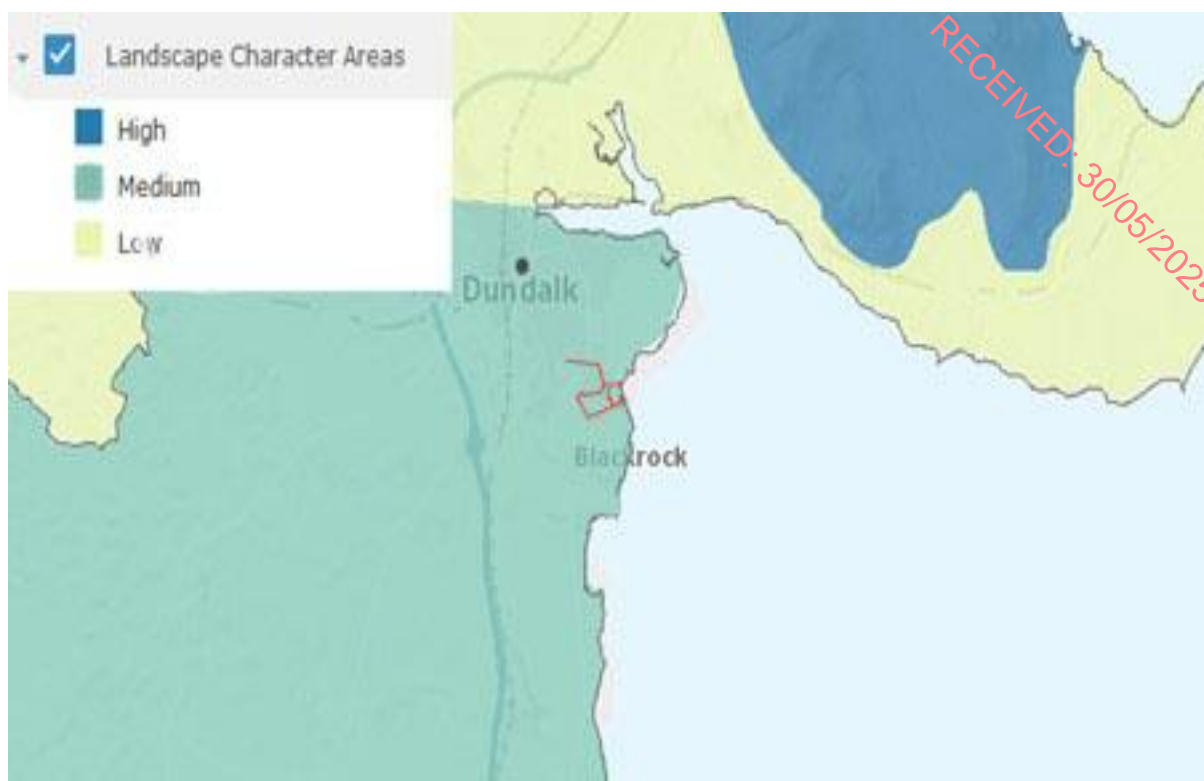 Landscape Character Areas
High
Medium
Low
Dundalk
Blackrock
RECEIVED: 30/05/2025